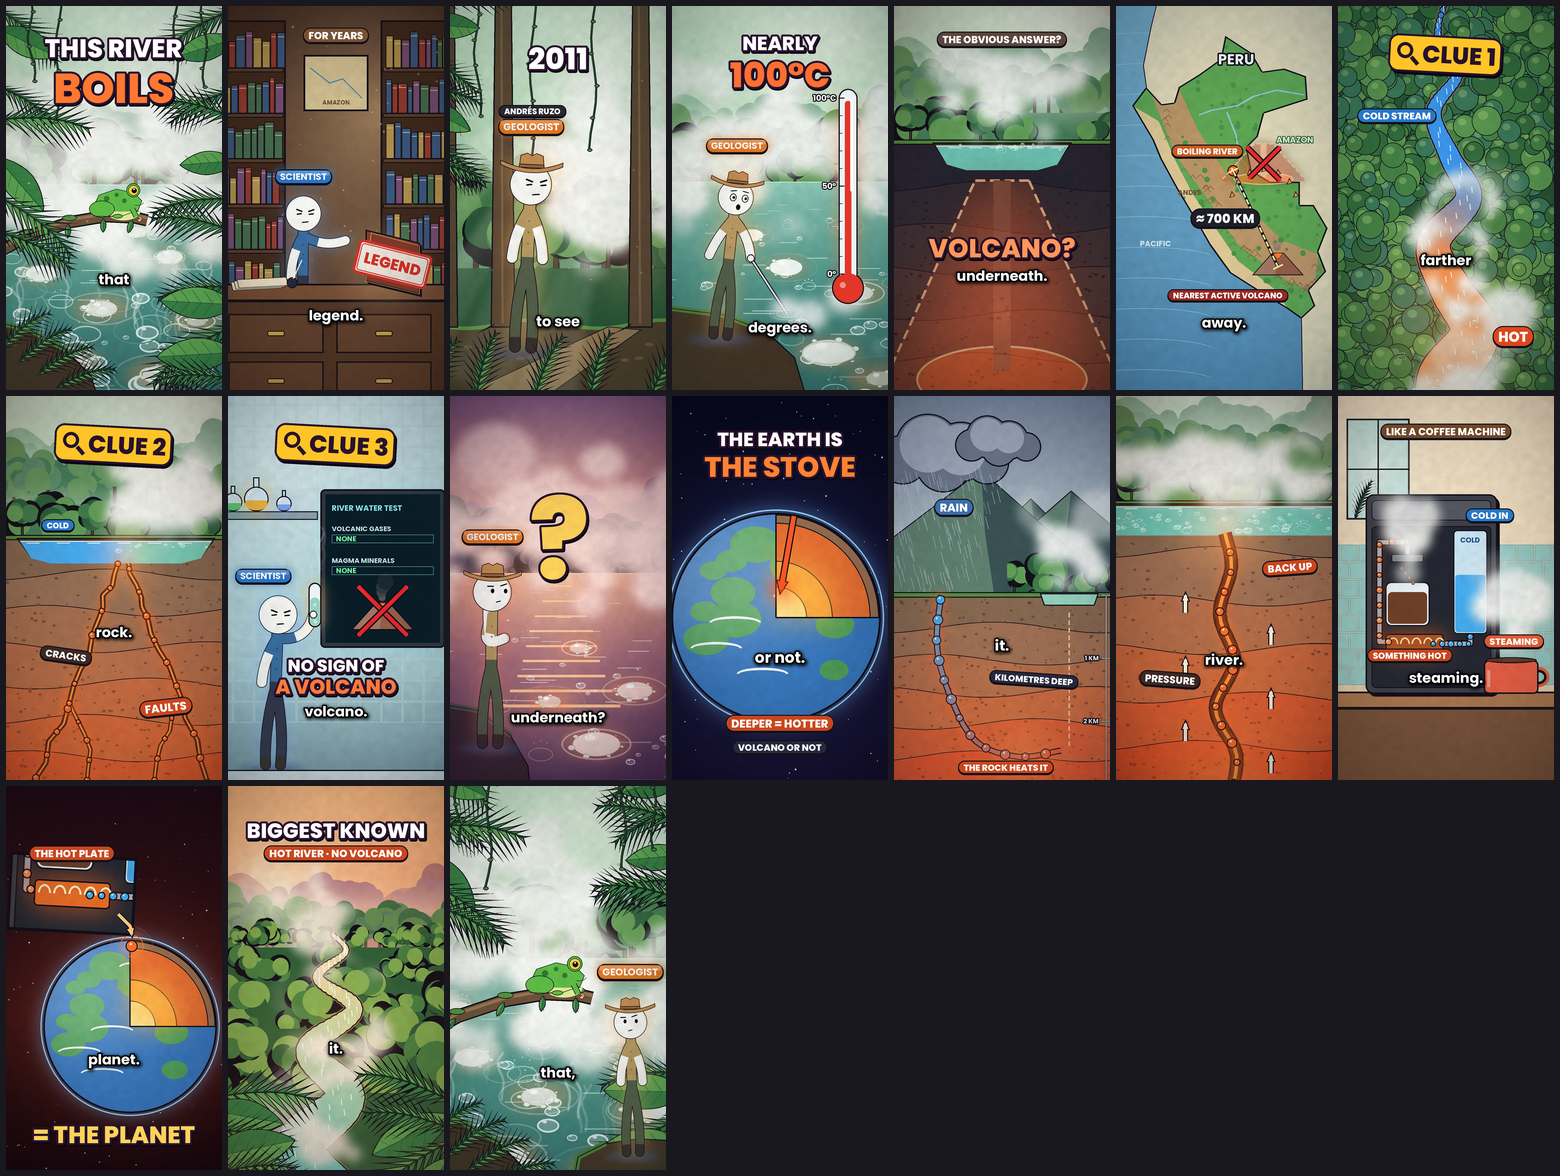 THIS RIVER
BOILS
that
FOR YEARS
AMAZON
SCIENTIST
LEGEND
legend.
2011
ANDRÉS RUZO
GEOLOGIST
to see
NEARLY
100°C
100°C
GEOLOGIST
50°
0°
degrees.
THE OBVIOUS ANSWER?
VOLCANO?
underneath.
PERU
AMAZON
BOILING RIVER
ANDES
≈ 700 KM
PACIFIC
NEAREST ACTIVE VOLCANO
away.
CLUE 1
COLD STREAM
farther
HOT
CLUE 2
COLD
rock.
CRACKS
FAULTS
CLUE 3
RIVER WATER TEST
VOLCANIC GASES
NONE
MAGMA MINERALS
NONE
SCIENTIST
NO SIGN OF
A VOLCANO
volcano.
?
GEOLOGIST
underneath?
THE EARTH IS
THE STOVE
or not.
DEEPER = HOTTER
VOLCANO OR NOT
RAIN
it.
1 KM
KILOMETRES DEEP
2 KM
THE ROCK HEATS IT
BACK UP
river.
PRESSURE
LIKE A COFFEE MACHINE
COLD IN
COLD
STEAMING
SOMETHING HOT
steaming.
THE HOT PLATE
planet.
= THE PLANET
BIGGEST KNOWN
HOT RIVER · NO VOLCANO
it.
GEOLOGIST
that,